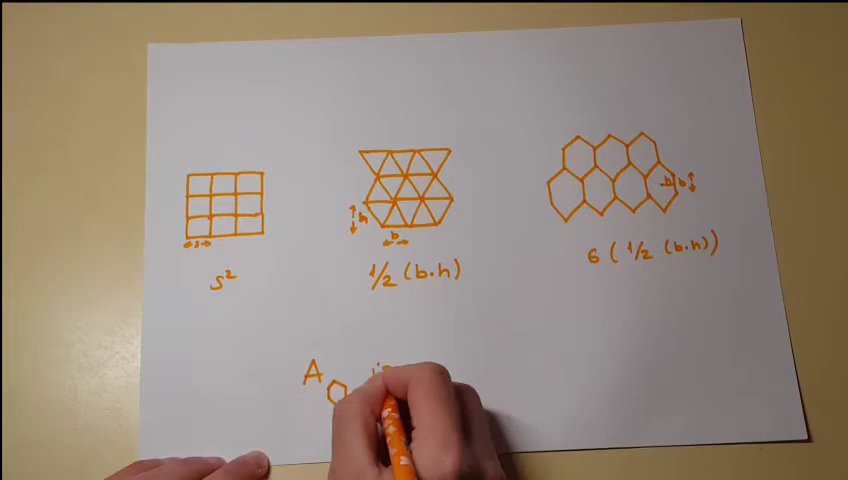 s h b h b
s² 1/2 (b.h) 6 (1/2 (b.h))
A